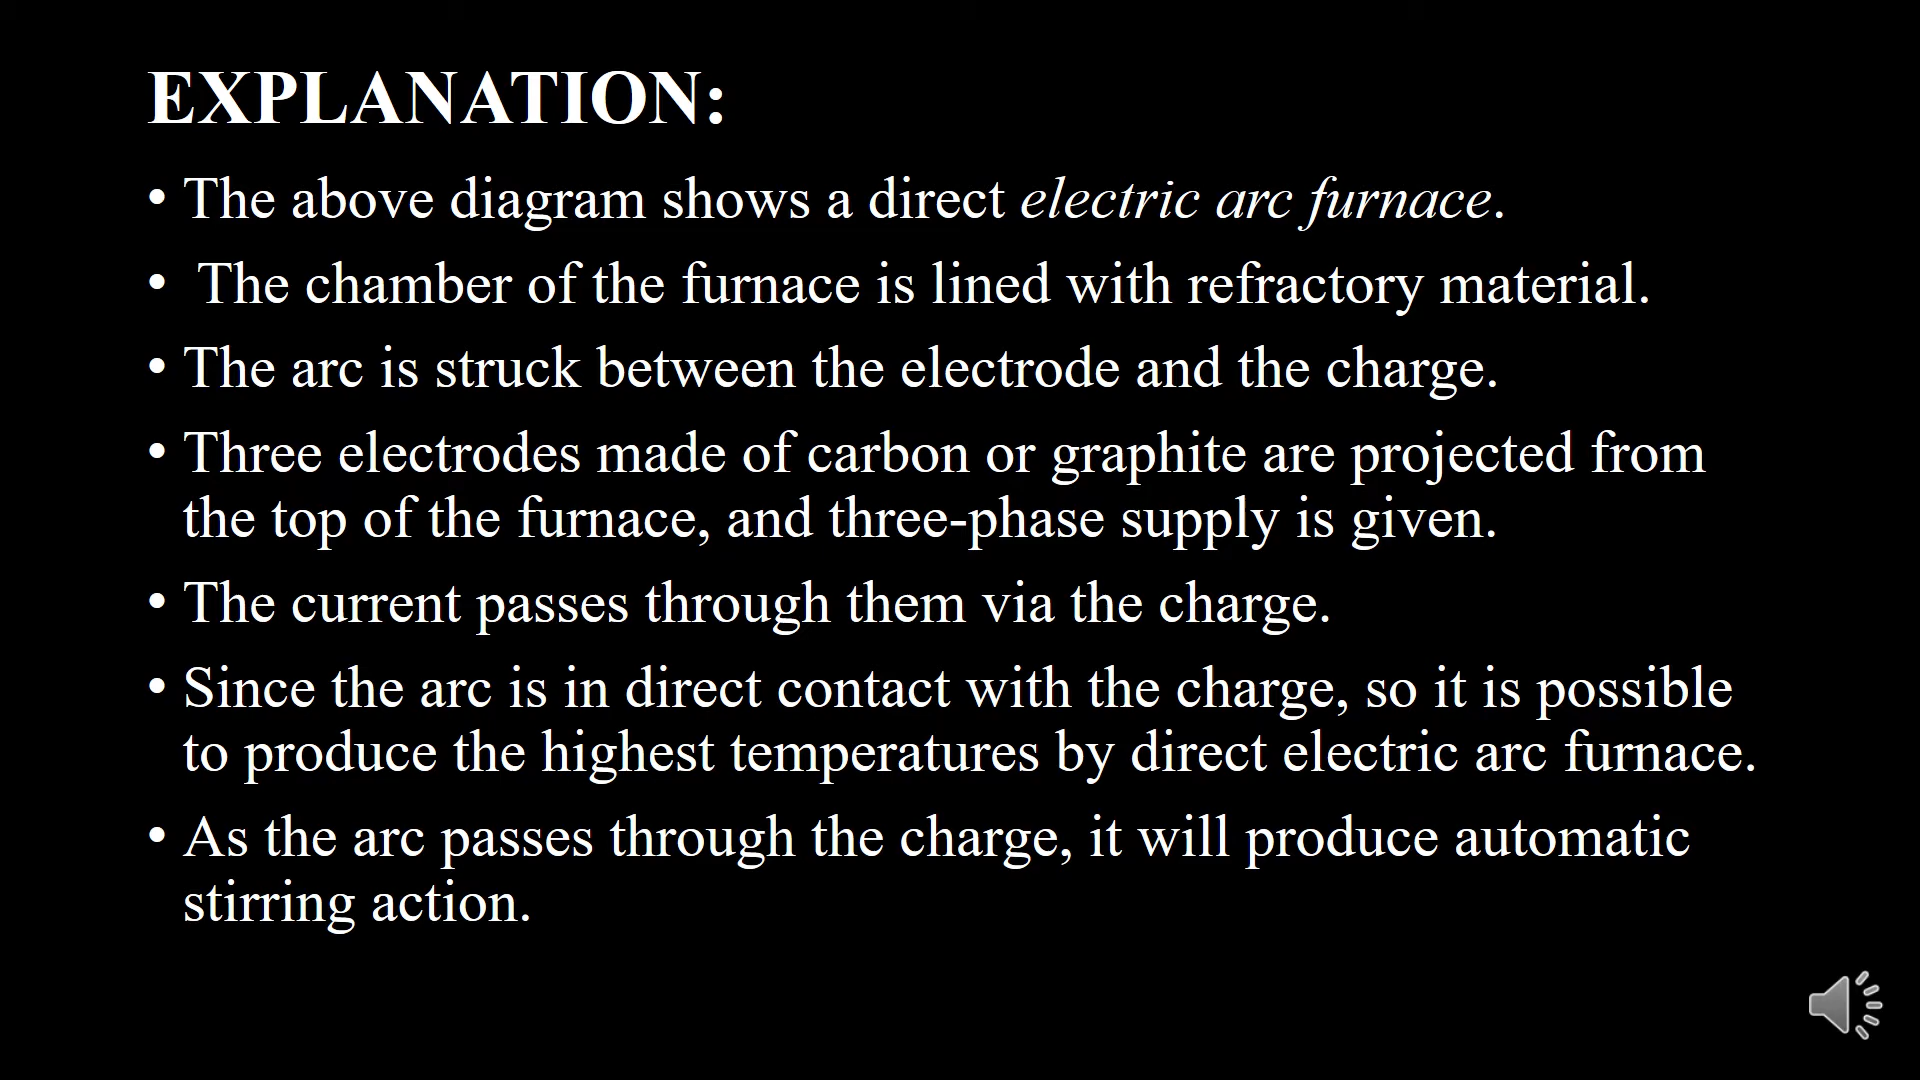 EXPLANATION:
• The above diagram shows a direct electric arc furnace.
• The chamber of the furnace is lined with refractory material.
• The arc is struck between the electrode and the charge.
• Three electrodes made of carbon or graphite are projected from
the top of the furnace, and three-phase supply is given.
• The current passes through them via the charge.
• Since the arc is in direct contact with the charge, so it is possible
to produce the highest temperatures by direct electric arc furnace.
• As the arc passes through the charge, it will produce automatic
stirring action.